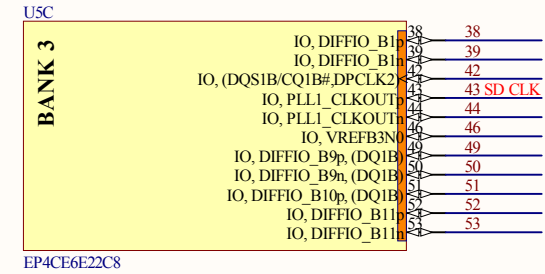 U5C
BANK 3
IO, DIFFIO_B1p 38 38
IO, DIFFIO_B1n 39 39
IO, (DQS1B/CQ1B#,DPCLK2) 42 42
IO, PLL1_CLKOUTp 43 43 SD CLK
IO, PLL1_CLKOUTn 44 44
IO, VREFB3N0 46 46
IO, DIFFIO_B9p, (DQ1B) 49 49
IO, DIFFIO_B9n, (DQ1B) 50 50
IO, DIFFIO_B10p, (DQ1B) 51 51
IO, DIFFIO_B11p 52 52
IO, DIFFIO_B11n 53 53
EP4CE6E22C8